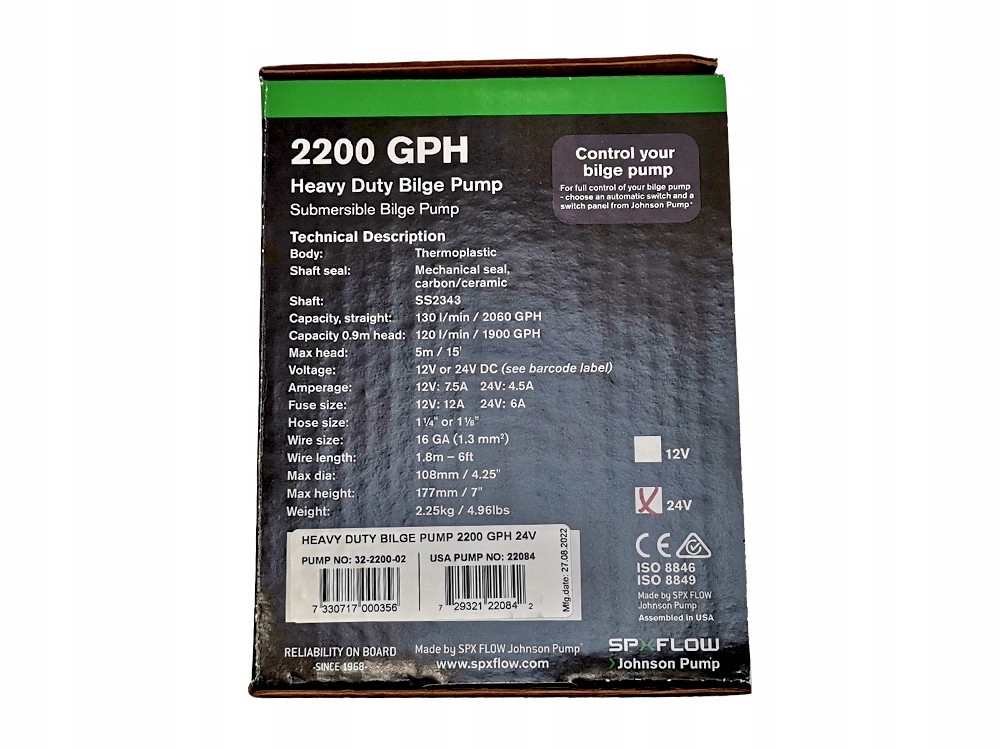 2200 GPH
Heavy Duty Bilge Pump
Submersible Bilge Pump
Control your
bilge pump
For full control of your bilge pump
- choose an automatic switch and a
switch panel from Johnson Pump®
Technical Description
Body: Thermoplastic
Shaft seal: Mechanical seal,
carbon/ceramic
Shaft: SS2343
Capacity, straight: 130 l/min / 2060 GPH
Capacity 0.9m head: 120 l/min / 1900 GPH
Max head: 5m / 15'
Voltage: 12V or 24V DC (see barcode label)
Amperage: 12V: 7.5A 24V: 4.5A
Fuse size: 12V: 12A 24V: 6A
Hose size: 1 1/4" or 1 1/8"
Wire size: 16 GA (1.3 mm²)
Wire length: 1.8m – 6ft
Max dia: 108mm / 4.25"
Max height: 177mm / 7"
Weight: 2.25kg / 4.96lbs
12V
24V
HEAVY DUTY BILGE PUMP 2200 GPH 24V
PUMP NO: 32-2200-02
USA PUMP NO: 22084
7 330717 000356
7 29321 22084 2
Mfg.date: 27.08.2022
CE
ISO 8846
ISO 8849
Made by SPX FLOW
Johnson Pump
Assembled in USA
RELIABILITY ON BOARD
-SINCE 1968-
Made by SPX FLOW Johnson Pump®
www.spxflow.com
SPXFLOW
Johnson Pump